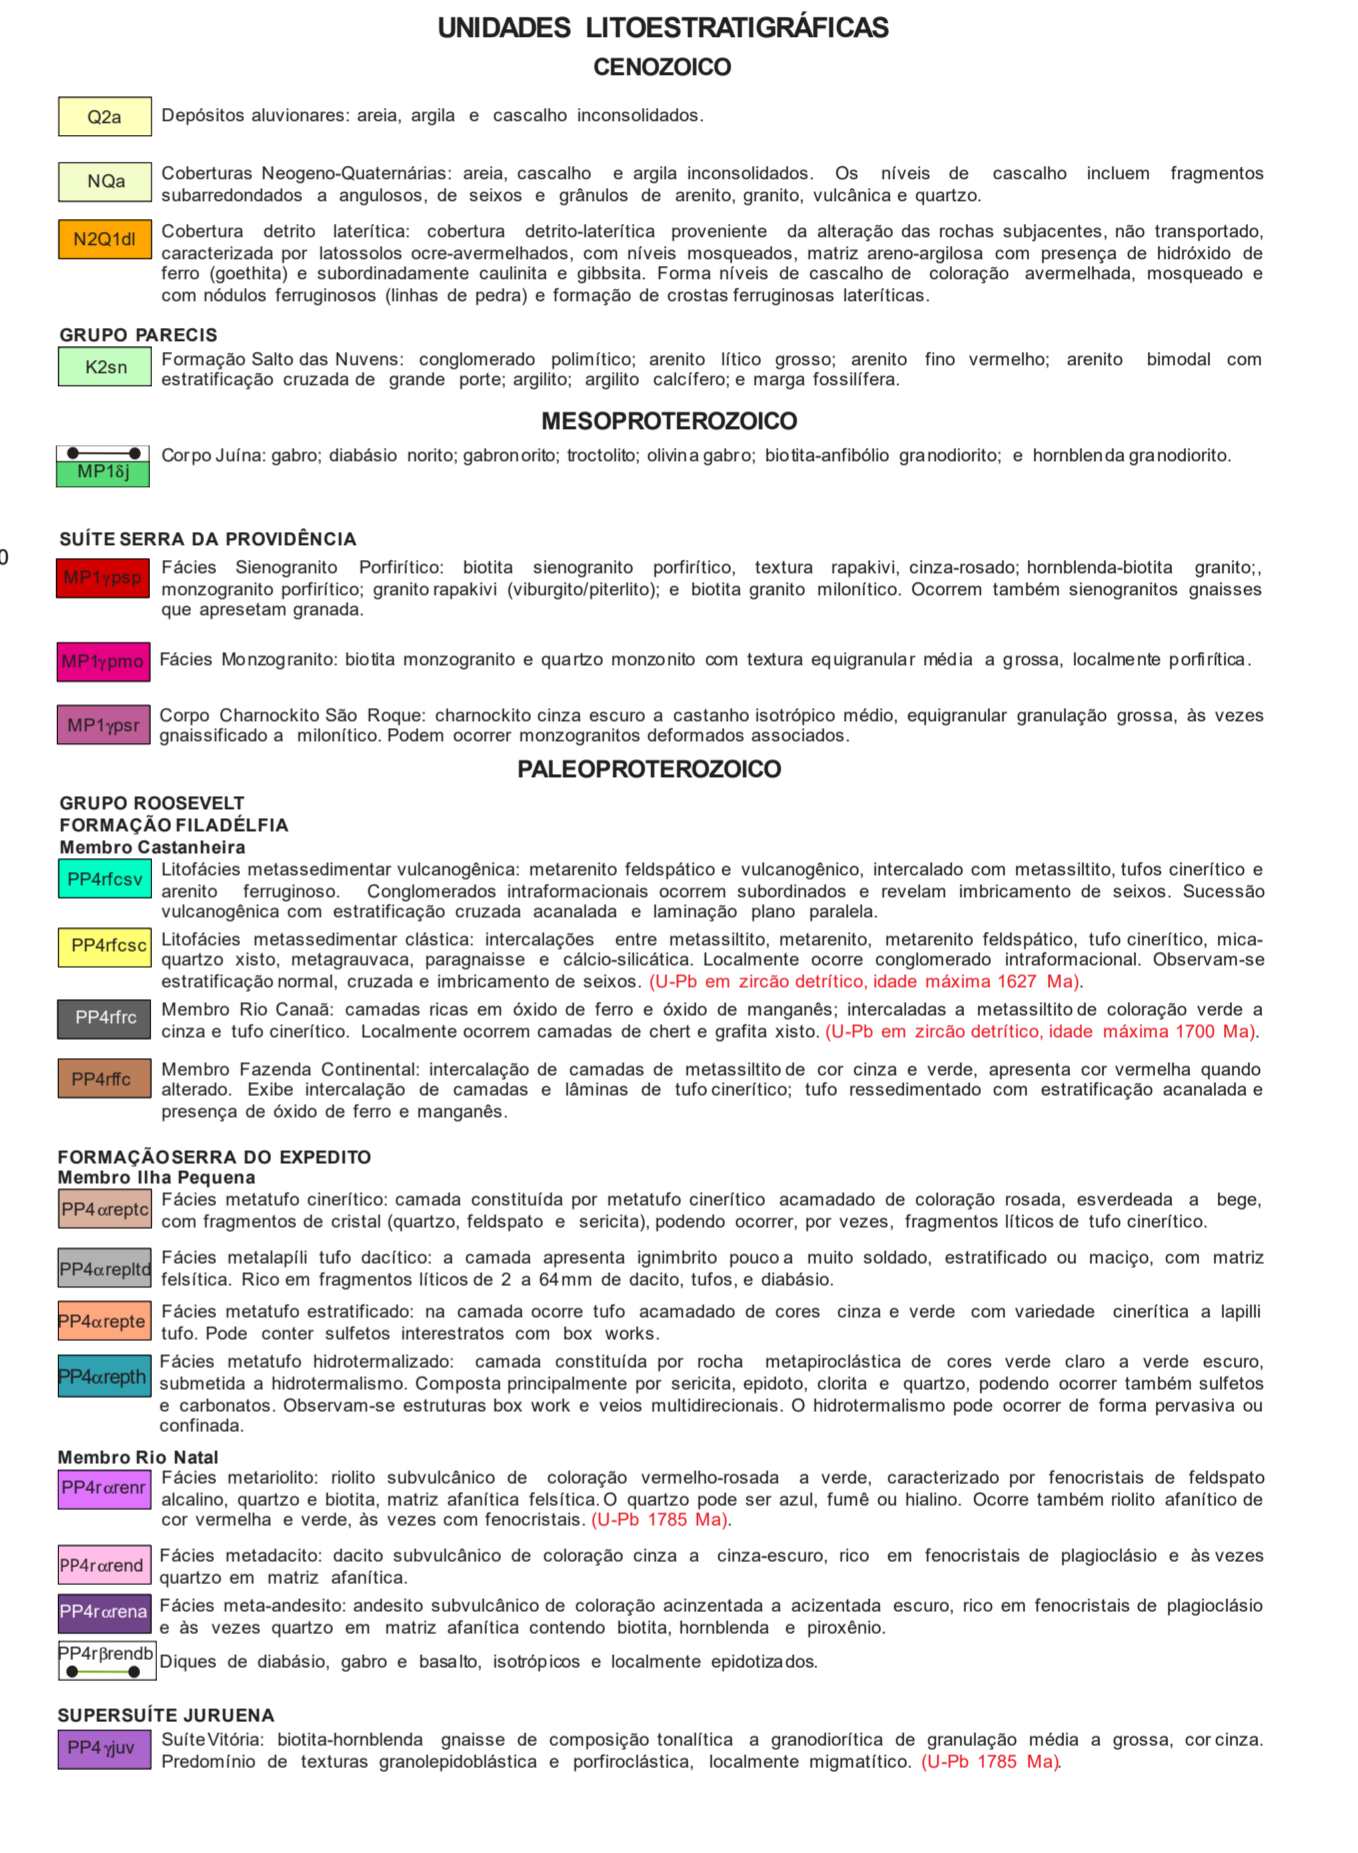 UNIDADES LITOESTRATIGRÁFICAS
CENOZOICO
Q2a
Depósitos aluvionares: areia, argila e cascalho inconsolidados.
NQa
Coberturas Neogeno-Quaternárias: areia, cascalho e argila inconsolidados. Os níveis de cascalho incluem fragmentos
subarredondados a angulosos, de seixos e grânulos de arenito, granito, vulcânica e quartzo.
N2Q1dl
Cobertura detrito laterítica: cobertura detrito-laterítica proveniente da alteração das rochas subjacentes, não transportado,
caracterizada por latossolos ocre-avermelhados, com níveis mosqueados, matriz areno-argilosa com presença de hidróxido de
ferro (goethita) e subordinadamente caulinita e gibbsita. Forma níveis de cascalho de coloração avermelhada, mosqueado e
com nódulos ferruginosos (linhas de pedra) e formação de crostas ferruginosas lateríticas.
GRUPO PARECIS
K2sn
Formação Salto das Nuvens: conglomerado polimítico; arenito lítico grosso; arenito fino vermelho; arenito bimodal com
estratificação cruzada de grande porte; argilito; argilito calcífero; e marga fossilífera.
MESOPROTEROZOICO
MP1δj
Corpo Juína: gabro; diabásio norito; gabronorito; troctolito; olivina gabro; biotita-anfibólio granodiorito; e hornblenda granodiorito.
SUÍTE SERRA DA PROVIDÊNCIA
0
MP1γpsp
Fácies Sienogranito Porfirítico: biotita sienogranito porfirítico, textura rapakivi, cinza-rosado; hornblenda-biotita granito;,
monzogranito porfirítico; granito rapakivi (viburgito/piterlito); e biotita granito milonítico. Ocorrem também sienogranitos gnaisses
que apresetam granada.
MP1γpmo
Fácies Monzogranito: biotita monzogranito e quartzo monzonito com textura equigranular média a grossa, localmente porfirítica.
MP1γpsr
Corpo Charnockito São Roque: charnockito cinza escuro a castanho isotrópico médio, equigranular granulação grossa, às vezes
gnaissificado a milonítico. Podem ocorrer monzogranitos deformados associados.
PALEOPROTEROZOICO
GRUPO ROOSEVELT
FORMAÇÃO FILADÉLFIA
Membro Castanheira
PP4rfcsv
Litofácies metassedimentar vulcanogênica: metarenito feldspático e vulcanogênico, intercalado com metassiltito, tufos cinerítico e
arenito ferruginoso. Conglomerados intraformacionais ocorrem subordinados e revelam imbricamento de seixos. Sucessão
vulcanogênica com estratificação cruzada acanalada e laminação plano paralela.
PP4rfcsc
Litofácies metassedimentar clástica: intercalações entre metassiltito, metarenito, metarenito feldspático, tufo cinerítico, mica-
quartzo xisto, metagrauvaca, paragnaisse e cálcio-silicática. Localmente ocorre conglomerado intraformacional. Observam-se
estratificação normal, cruzada e imbricamento de seixos. (U-Pb em zircão detrítico, idade máxima 1627 Ma).
PP4rfrc
Membro Rio Canaã: camadas ricas em óxido de ferro e óxido de manganês; intercaladas a metassiltito de coloração verde a
cinza e tufo cinerítico. Localmente ocorrem camadas de chert e grafita xisto. (U-Pb em zircão detrítico, idade máxima 1700 Ma).
PP4rffc
Membro Fazenda Continental: intercalação de camadas de metassiltito de cor cinza e verde, apresenta cor vermelha quando
alterado. Exibe intercalação de camadas e lâminas de tufo cinerítico; tufo ressedimentado com estratificação acanalada e
presença de óxido de ferro e manganês.
FORMAÇÃO SERRA DO EXPEDITO
Membro Ilha Pequena
PP4αreptc
Fácies metatufo cinerítico: camada constituída por metatufo cinerítico acamadado de coloração rosada, esverdeada a bege,
com fragmentos de cristal (quartzo, feldspato e sericita), podendo ocorrer, por vezes, fragmentos líticos de tufo cinerítico.
PP4αrepltd
Fácies metalapíli tufo dacítico: a camada apresenta ignimbrito pouco a muito soldado, estratificado ou maciço, com matriz
felsítica. Rico em fragmentos líticos de 2 a 64mm de dacito, tufos, e diabásio.
PP4αrepte
Fácies metatufo estratificado: na camada ocorre tufo acamadado de cores cinza e verde com variedade cinerítica a lapilli
tufo. Pode conter sulfetos interestratos com box works.
PP4αrepth
Fácies metatufo hidrotermalizado: camada constituída por rocha metapiroclástica de cores verde claro a verde escuro,
submetida a hidrotermalismo. Composta principalmente por sericita, epidoto, clorita e quartzo, podendo ocorrer também sulfetos
e carbonatos. Observam-se estruturas box work e veios multidirecionais. O hidrotermalismo pode ocorrer de forma pervasiva ou
confinada.
Membro Rio Natal
PP4rαrenr
Fácies metariolito: riolito subvulcânico de coloração vermelho-rosada a verde, caracterizado por fenocristais de feldspato
alcalino, quartzo e biotita, matriz afanítica felsítica. O quartzo pode ser azul, fumê ou hialino. Ocorre também riolito afanítico de
cor vermelha e verde, às vezes com fenocristais. (U-Pb 1785 Ma).
PP4rαrend
Fácies metadacito: dacito subvulcânico de coloração cinza a cinza-escuro, rico em fenocristais de plagioclásio e às vezes
quartzo em matriz afanítica.
PP4rαrena
Fácies meta-andesito: andesito subvulcânico de coloração acinzentada a acizentada escuro, rico em fenocristais de plagioclásio
e às vezes quartzo em matriz afanítica contendo biotita, hornblenda e piroxênio.
PP4rβrendb
Diques de diabásio, gabro e basalto, isotrópicos e localmente epidotizados.
SUPERSUÍTE JURUENA
PP4γjuv
Suíte Vitória: biotita-hornblenda gnaisse de composição tonalítica a granodiorítica de granulação média a grossa, cor cinza.
Predomínio de texturas granolepidoblástica e porfiroclástica, localmente migmatítico. (U-Pb 1785 Ma).